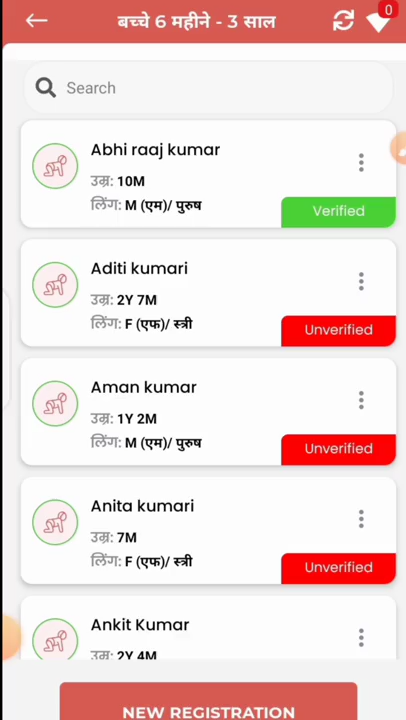 बच्चे 6 महीने - 3 साल
0
Search
Abhi raaj kumar
उम्र: 10M
लिंग: M (एम)/ पुरुष
Verified
Aditi kumari
उम्र: 2Y 7M
लिंग: F (एफ)/ स्त्री
Unverified
Aman kumar
उम्र: 1Y 2M
लिंग: M (एम)/ पुरुष
Unverified
Anita kumari
उम्र: 7M
लिंग: F (एफ)/ स्त्री
Unverified
Ankit Kumar
उम्र: 2Y 4M
NEW REGISTRATION